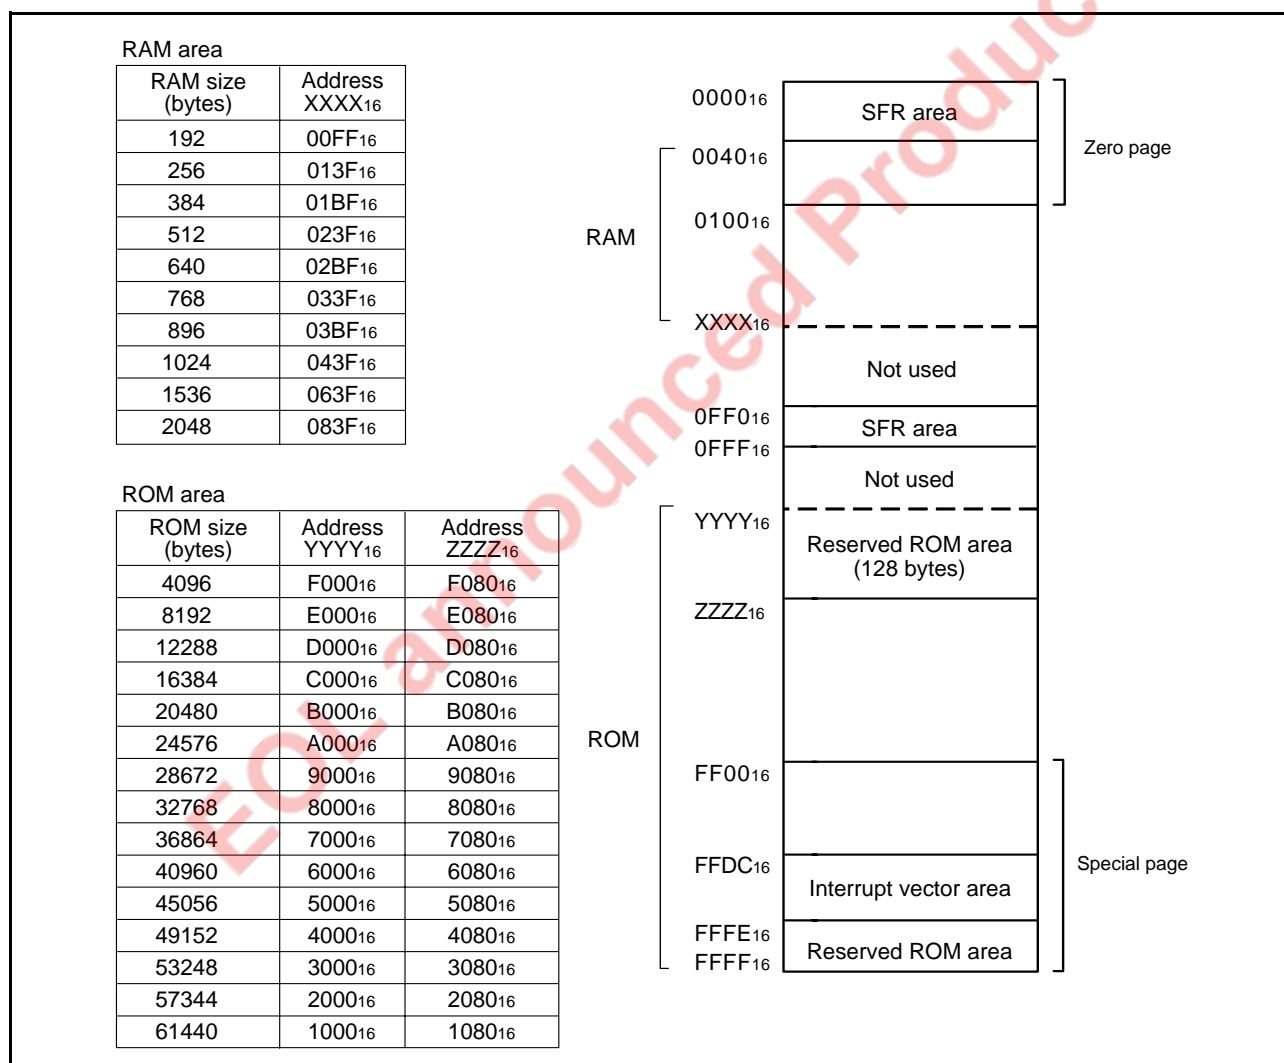 RAM area
RAM size (bytes) Address XXXX16
192 00FF16
256 013F16
384 01BF16
512 023F16
640 02BF16
768 033F16
896 03BF16
1024 043F16
1536 063F16
2048 083F16
ROM area
ROM size (bytes) Address YYYY16 Address ZZZZ16
4096 F00016 F08016
8192 E00016 E08016
12288 D00016 D08016
16384 C00016 C08016
20480 B00016 B08016
24576 A00016 A08016
28672 900016 908016
32768 800016 808016
36864 700016 708016
40960 600016 608016
45056 500016 508016
49152 400016 408016
53248 300016 308016
57344 200016 208016
61440 100016 108016
RAM
ROM
000016
SFR area
004016
010016
XXXX16
Not used
0FF016
SFR area
0FFF16
Not used
YYYY16
Reserved ROM area
(128 bytes)
ZZZZ16
FF0016
FFDC16
Interrupt vector area
FFFE16
Reserved ROM area
FFFF16
Zero page
Special page
EOL announced Produc